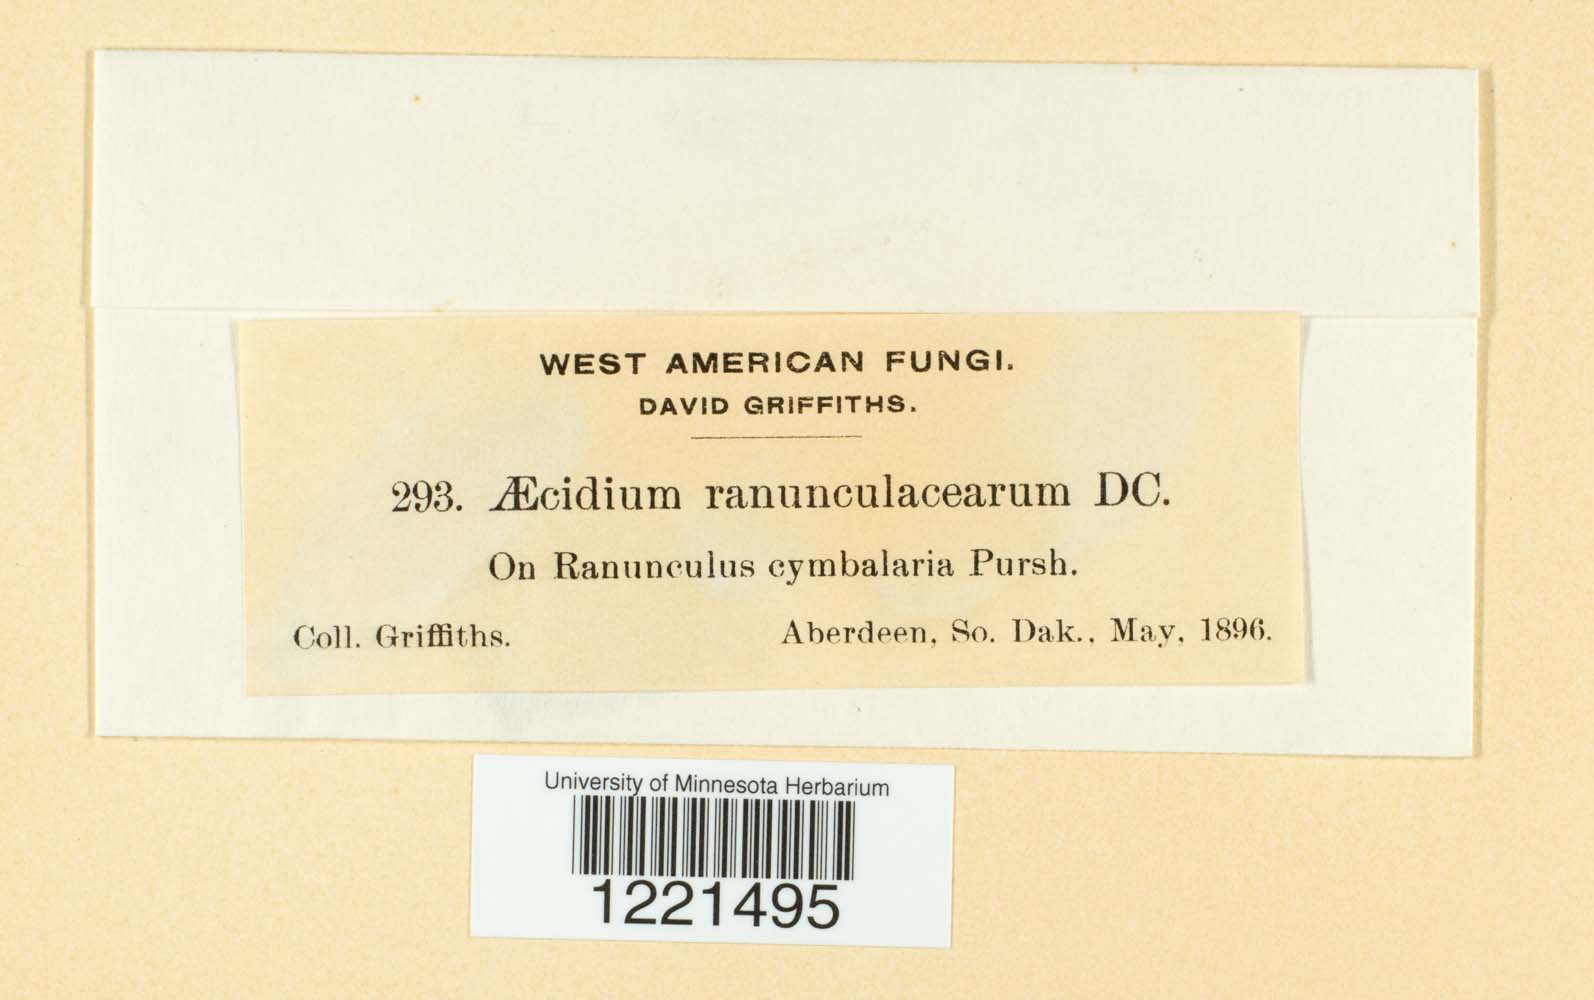 WEST AMERICAN FUNGI.
DAVID GRIFFITHS.
293. Æcidium ranunculacearum DC.
On Ranunculus cymbalaria Pursh.
Coll. Griffiths. Aberdeen, So. Dak., May, 1896.
University of Minnesota Herbarium
1221495